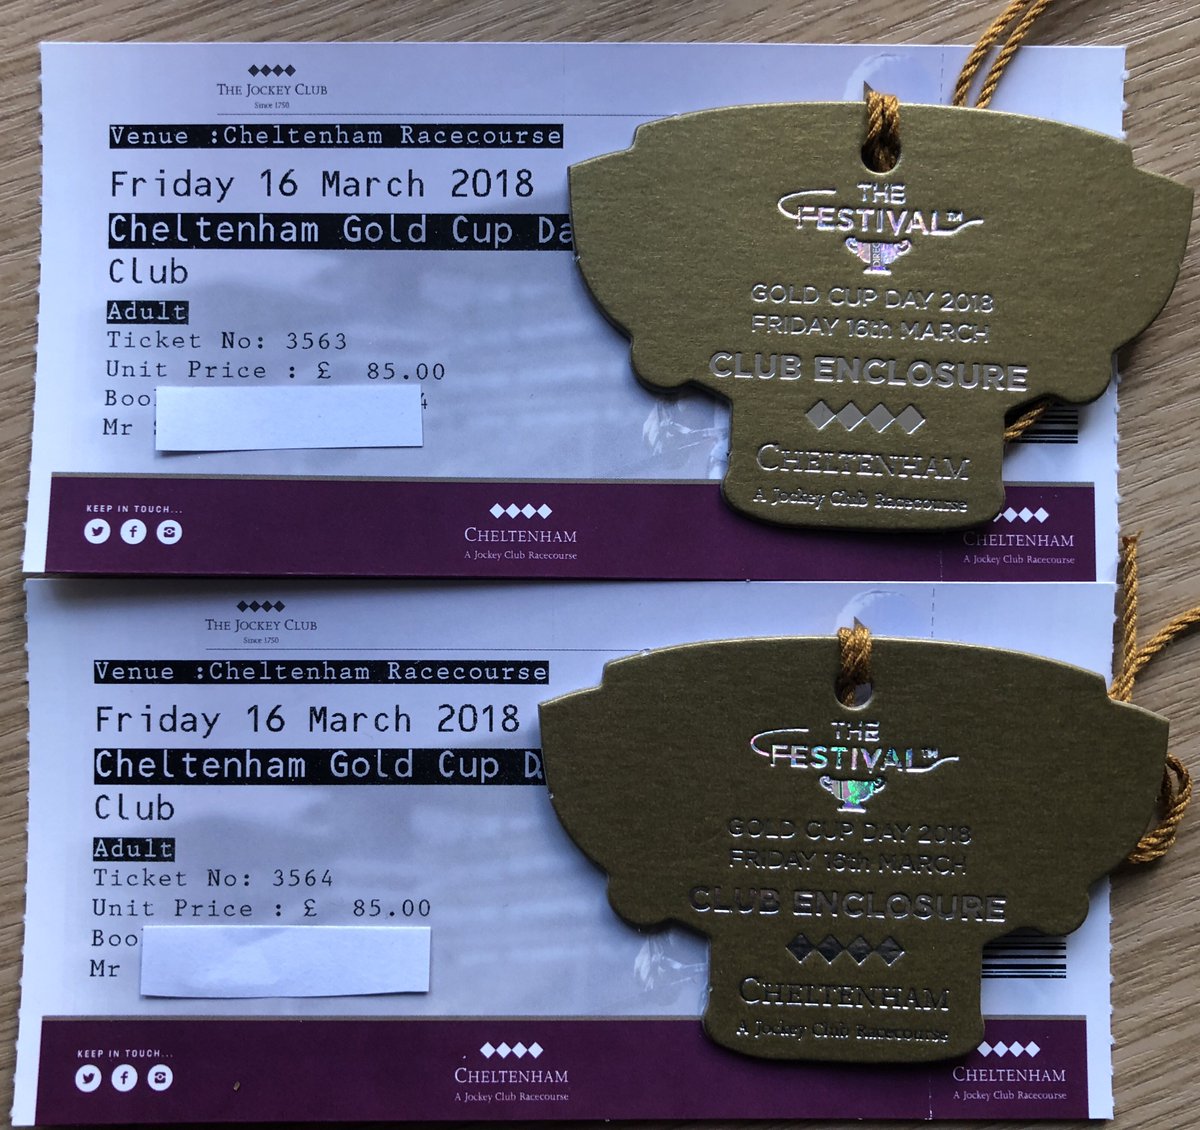 THE JOCKEY CLUB
Since 1750
Venue :Cheltenham Racecourse
Friday 16 March 2018
Cheltenham Gold Cup Da
Club
Adult
Ticket No: 3563
Unit Price : £ 85.00
Boo
Mr
KEEP IN TOUCH...
CHELTENHAM
A Jockey Club Racecourse
CHELTENHAM
A Jockey Club Racecourse
THE
FESTIVAL™
GOLD CUP DAY 2018
FRIDAY 16th MARCH
CLUB ENCLOSURE
CHELTENHAM
A Jockey Club Racecourse
THE JOCKEY CLUB
Since 1750
Venue :Cheltenham Racecourse
Friday 16 March 2018
Cheltenham Gold Cup D
Club
Adult
Ticket No: 3564
Unit Price : £ 85.00
Boo
Mr
KEEP IN TOUCH...
CHELTENHAM
A Jockey Club Racecourse
CHELTENHAM
A Jockey Club Racecourse
THE
FESTIVAL™
GOLD CUP DAY 2018
FRIDAY 16th MARCH
CLUB ENCLOSURE
CHELTENHAM
A Jockey Club Racecourse